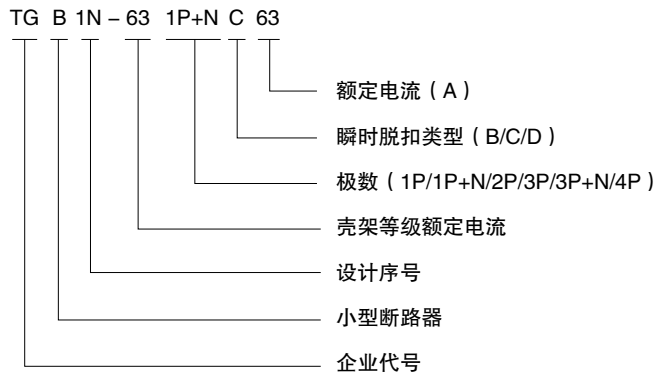 TG B 1N – 63 1P+N C 63
额定电流（A）
瞬时脱扣类型（B/C/D）
极数（1P/1P+N/2P/3P/3P+N/4P）
壳架等级额定电流
设计序号
小型断路器
企业代号